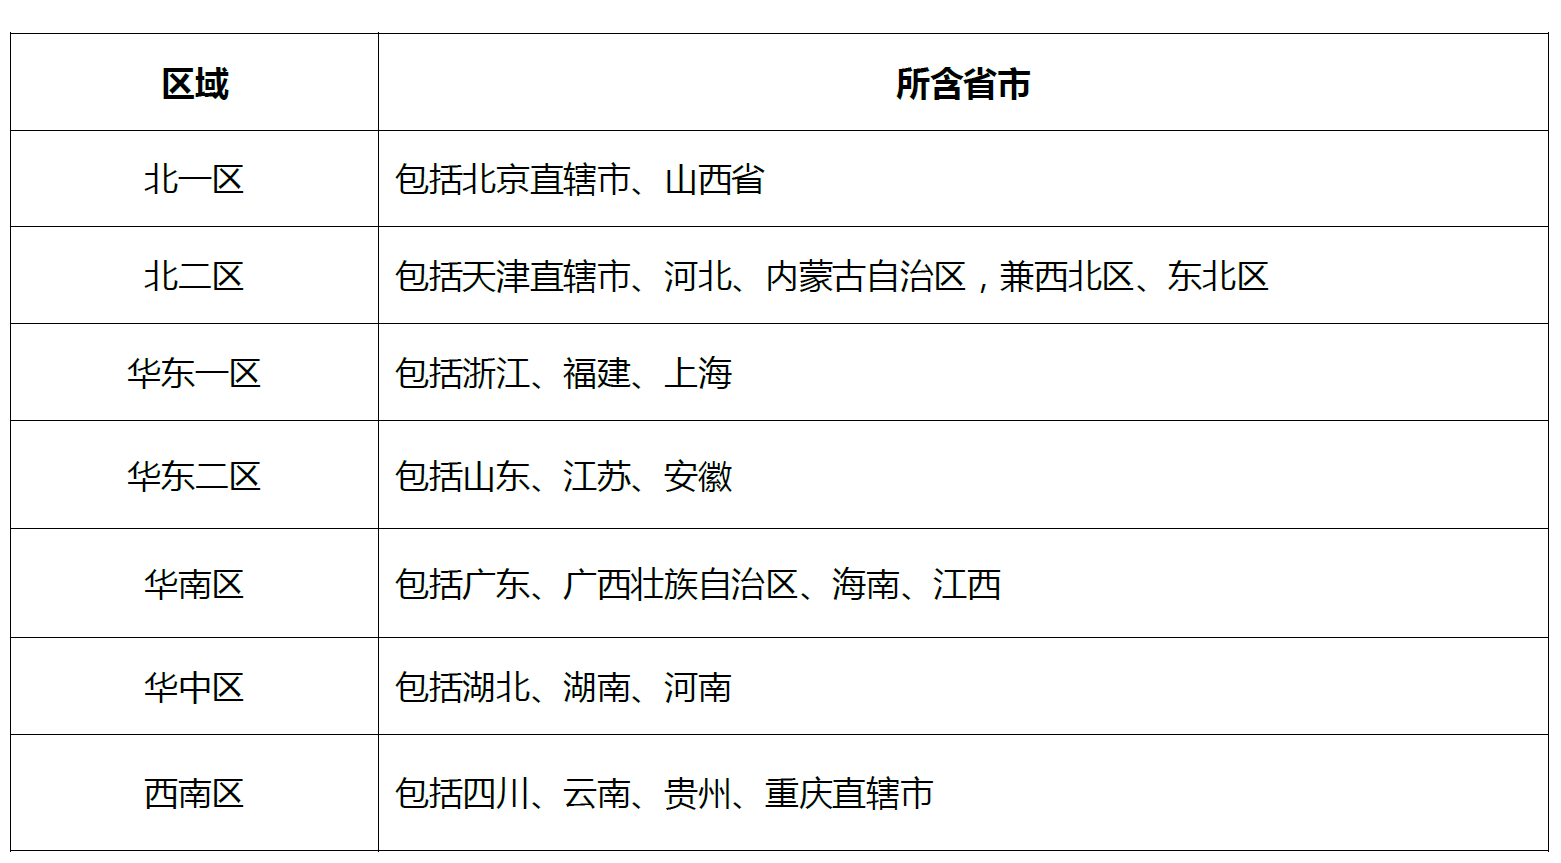 区域 所含省市
北一区 包括北京直辖市、山西省
北二区 包括天津直辖市、河北、内蒙古自治区，兼西北区、东北区
华东一区 包括浙江、福建、上海
华东二区 包括山东、江苏、安徽
华南区 包括广东、广西壮族自治区、海南、江西
华中区 包括湖北、湖南、河南
西南区 包括四川、云南、贵州、重庆直辖市